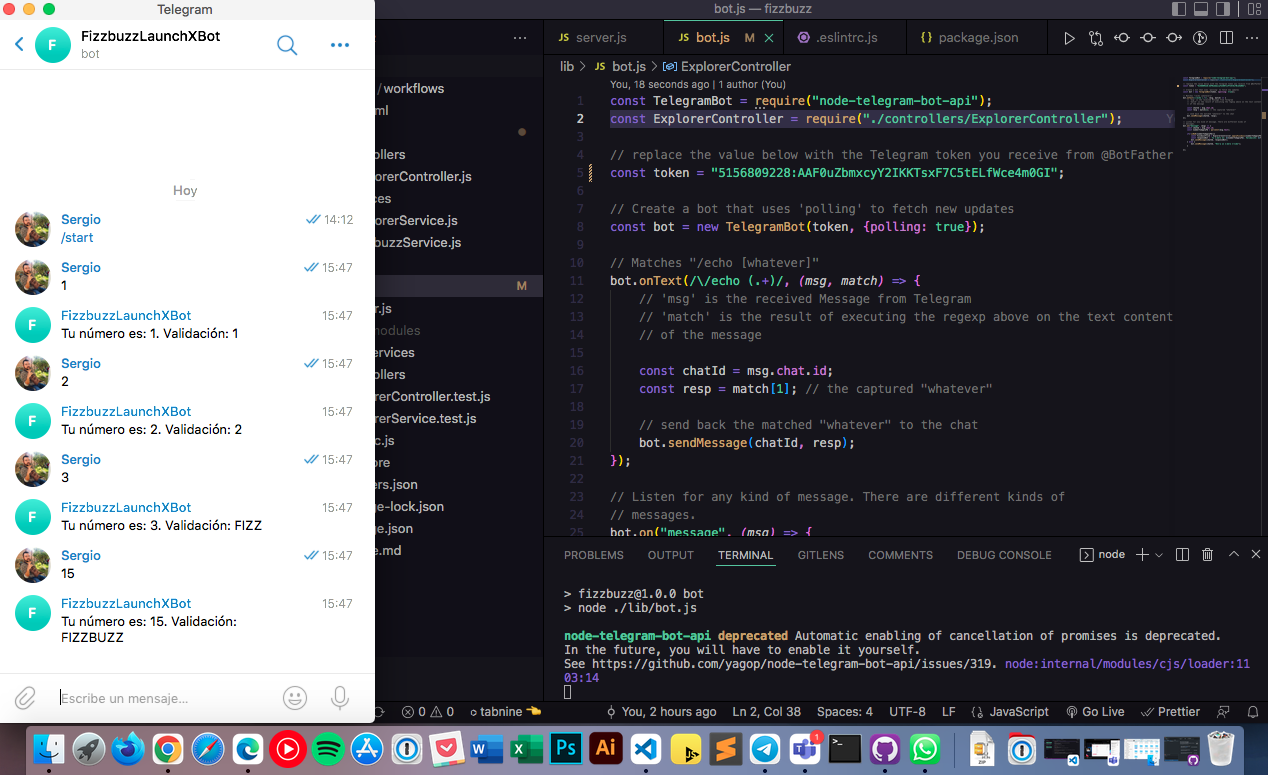 Telegram
FizzbuzzLaunchXBot
bot
F
Hoy
Sergio 14:12
/start
Sergio 15:47
1
F
FizzbuzzLaunchXBot 15:47
Tu número es: 1. Validación: 1
Sergio 15:47
2
F
FizzbuzzLaunchXBot 15:47
Tu número es: 2. Validación: 2
Sergio 15:47
3
F
FizzbuzzLaunchXBot 15:47
Tu número es: 3. Validación: FIZZ
Sergio 15:47
15
F
FizzbuzzLaunchXBot 15:47
Tu número es: 15. Validación:
FIZZBUZZ
Escribe un mensaje...
/workflows
ml
ollers
orerController.js
ces
orerService.js
buzzService.js
M
r.js
nodules
ervices
ollers
rerController.test.js
rerService.test.js
c.js
ore
ers.json
ge-lock.json
ge.json
e.md
bot.js — fizzbuzz
JS server.js
JS bot.js M
.eslintrc.js
{} package.json
lib > JS bot.js > ExplorerController
You, 18 seconds ago | 1 author (You)
1 const TelegramBot = require("node-telegram-bot-api");
2 const ExplorerController = require("./controllers/ExplorerController"); Y
3
4 // replace the value below with the Telegram token you receive from @BotFather
5 const token = "5156809228:AAF0uZbmxcyY2IKKTsxF7C5tELfWce4m0GI";
6
7 // Create a bot that uses 'polling' to fetch new updates
8 const bot = new TelegramBot(token, {polling: true});
9
10 // Matches "/echo [whatever]"
11 bot.onText(/\/echo (.+)/, (msg, match) => {
12 // 'msg' is the received Message from Telegram
13 // 'match' is the result of executing the regexp above on the text content
14 // of the message
15
16 const chatId = msg.chat.id;
17 const resp = match[1]; // the captured "whatever"
18
19 // send back the matched "whatever" to the chat
20 bot.sendMessage(chatId, resp);
21 });
22
23 // Listen for any kind of message. There are different kinds of
24 // messages.
25 bot.on("message", (msg) => {
PROBLEMS OUTPUT TERMINAL GITLENS COMMENTS DEBUG CONSOLE node
> fizzbuzz@1.0.0 bot
> node ./lib/bot.js
node-telegram-bot-api deprecated Automatic enabling of cancellation of promises is deprecated.
In the future, you will have to enable it yourself.
See https://github.com/yagop/node-telegram-bot-api/issues/319. node:internal/modules/cjs/loader:11
03:14
0 0 tabnine You, 2 hours ago Ln 2, Col 38 Spaces: 4 UTF-8 LF {} JavaScript Go Live Prettier
W X Ps Ai 1 ZIP